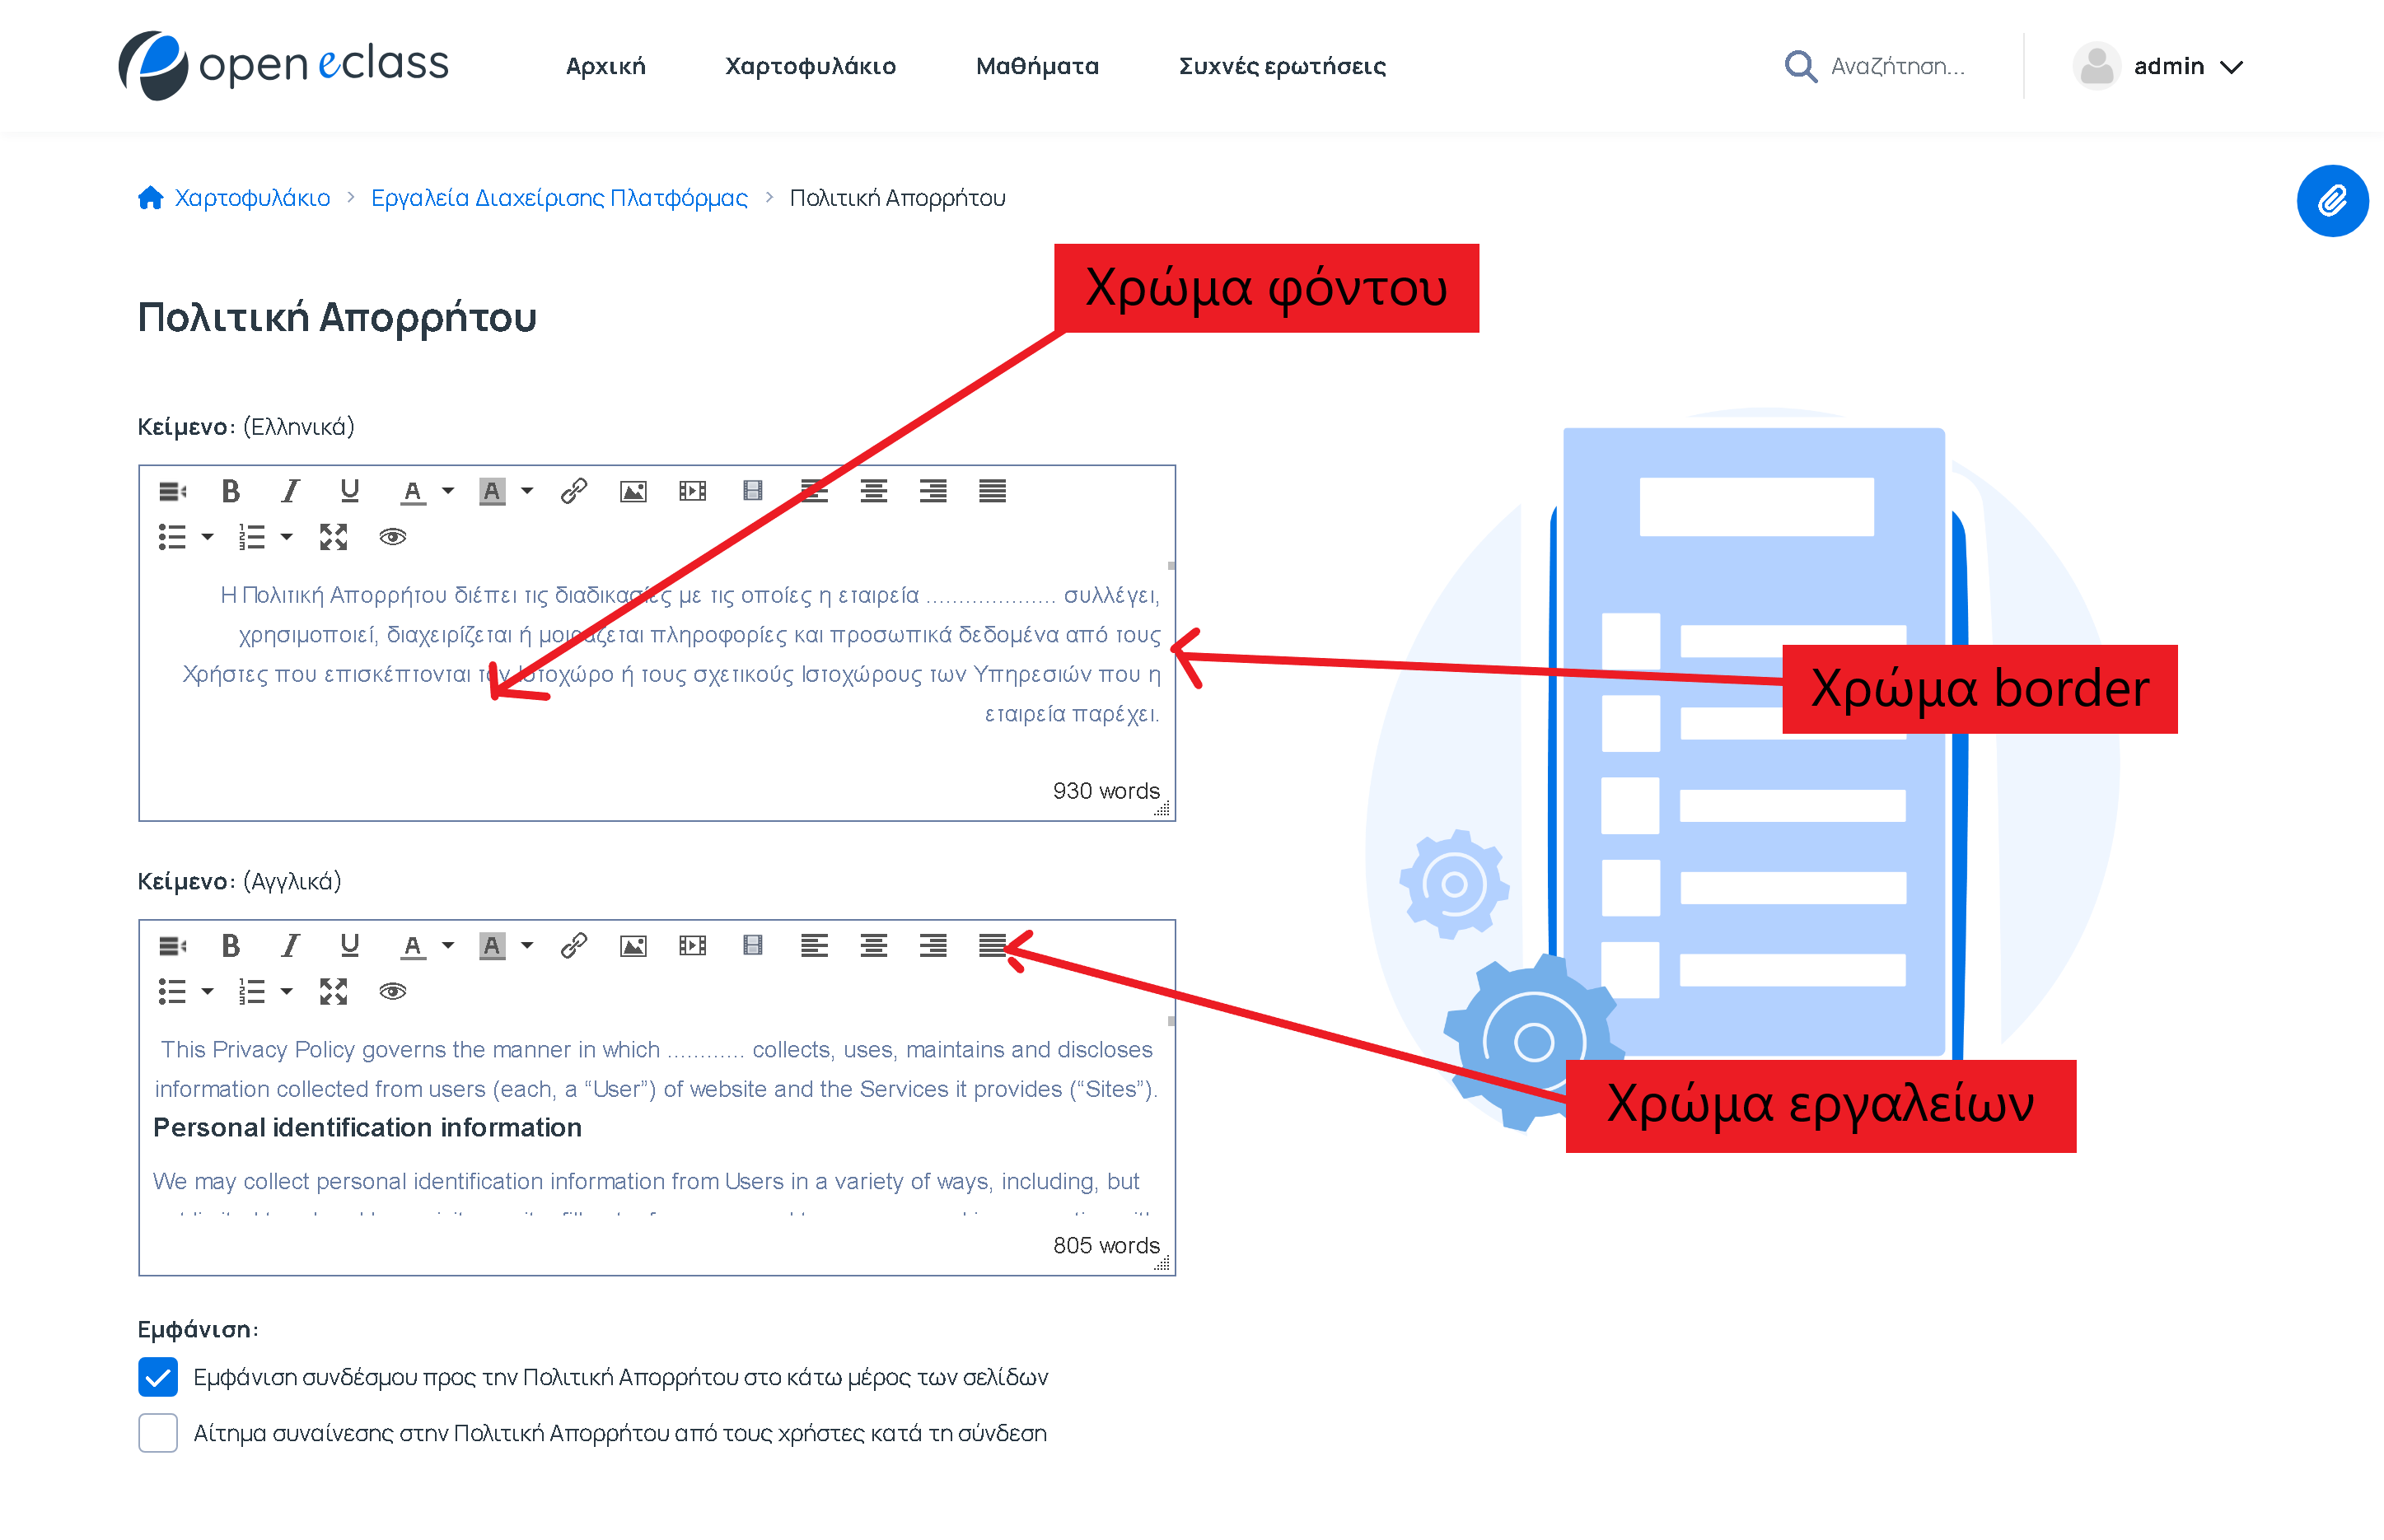 open eclass
Αρχική
Χαρτοφυλάκιο
Μαθήματα
Συχνές ερωτήσεις
Αναζήτηση...
admin
Χαρτοφυλάκιο > Εργαλεία Διαχείρισης Πλατφόρμας > Πολιτική Απορρήτου
Χρώμα φόντου
Πολιτική Απορρήτου
Κείμενο: (Ελληνικά)
Η Πολιτική Απορρήτου διέπει τις διαδικασίες με τις οποίες η εταιρεία .................... συλλέγει,
χρησιμοποιεί, διαχειρίζεται ή μοιράζεται πληροφορίες και προσωπικά δεδομένα από τους
Χρήστες που επισκέπτονται τον Ιστοχώρο ή τους σχετικούς Ιστοχώρους των Υπηρεσιών που η
εταιρεία παρέχει.
930 words
Χρώμα border
Κείμενο: (Αγγλικά)
This Privacy Policy governs the manner in which ............ collects, uses, maintains and discloses
information collected from users (each, a “User”) of website and the Services it provides (“Sites”).
Personal identification information
We may collect personal identification information from Users in a variety of ways, including, but
805 words
Χρώμα εργαλείων
Εμφάνιση:
Εμφάνιση συνδέσμου προς την Πολιτική Απορρήτου στο κάτω μέρος των σελίδων
Αίτημα συναίνεσης στην Πολιτική Απορρήτου από τους χρήστες κατά τη σύνδεση